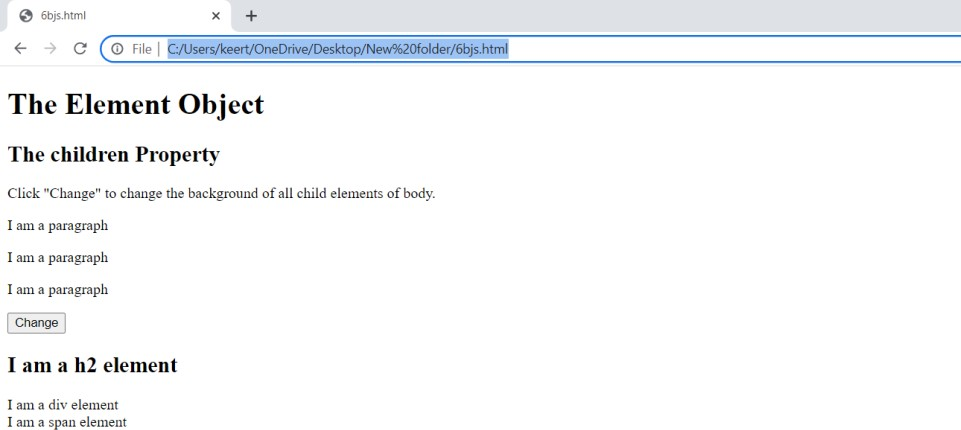 6bjs.html
File | C:/Users/keert/OneDrive/Desktop/New%20folder/6bjs.html
The Element Object
The children Property
Click "Change" to change the background of all child elements of body.
I am a paragraph
I am a paragraph
I am a paragraph
Change
I am a h2 element
I am a div element
I am a span element